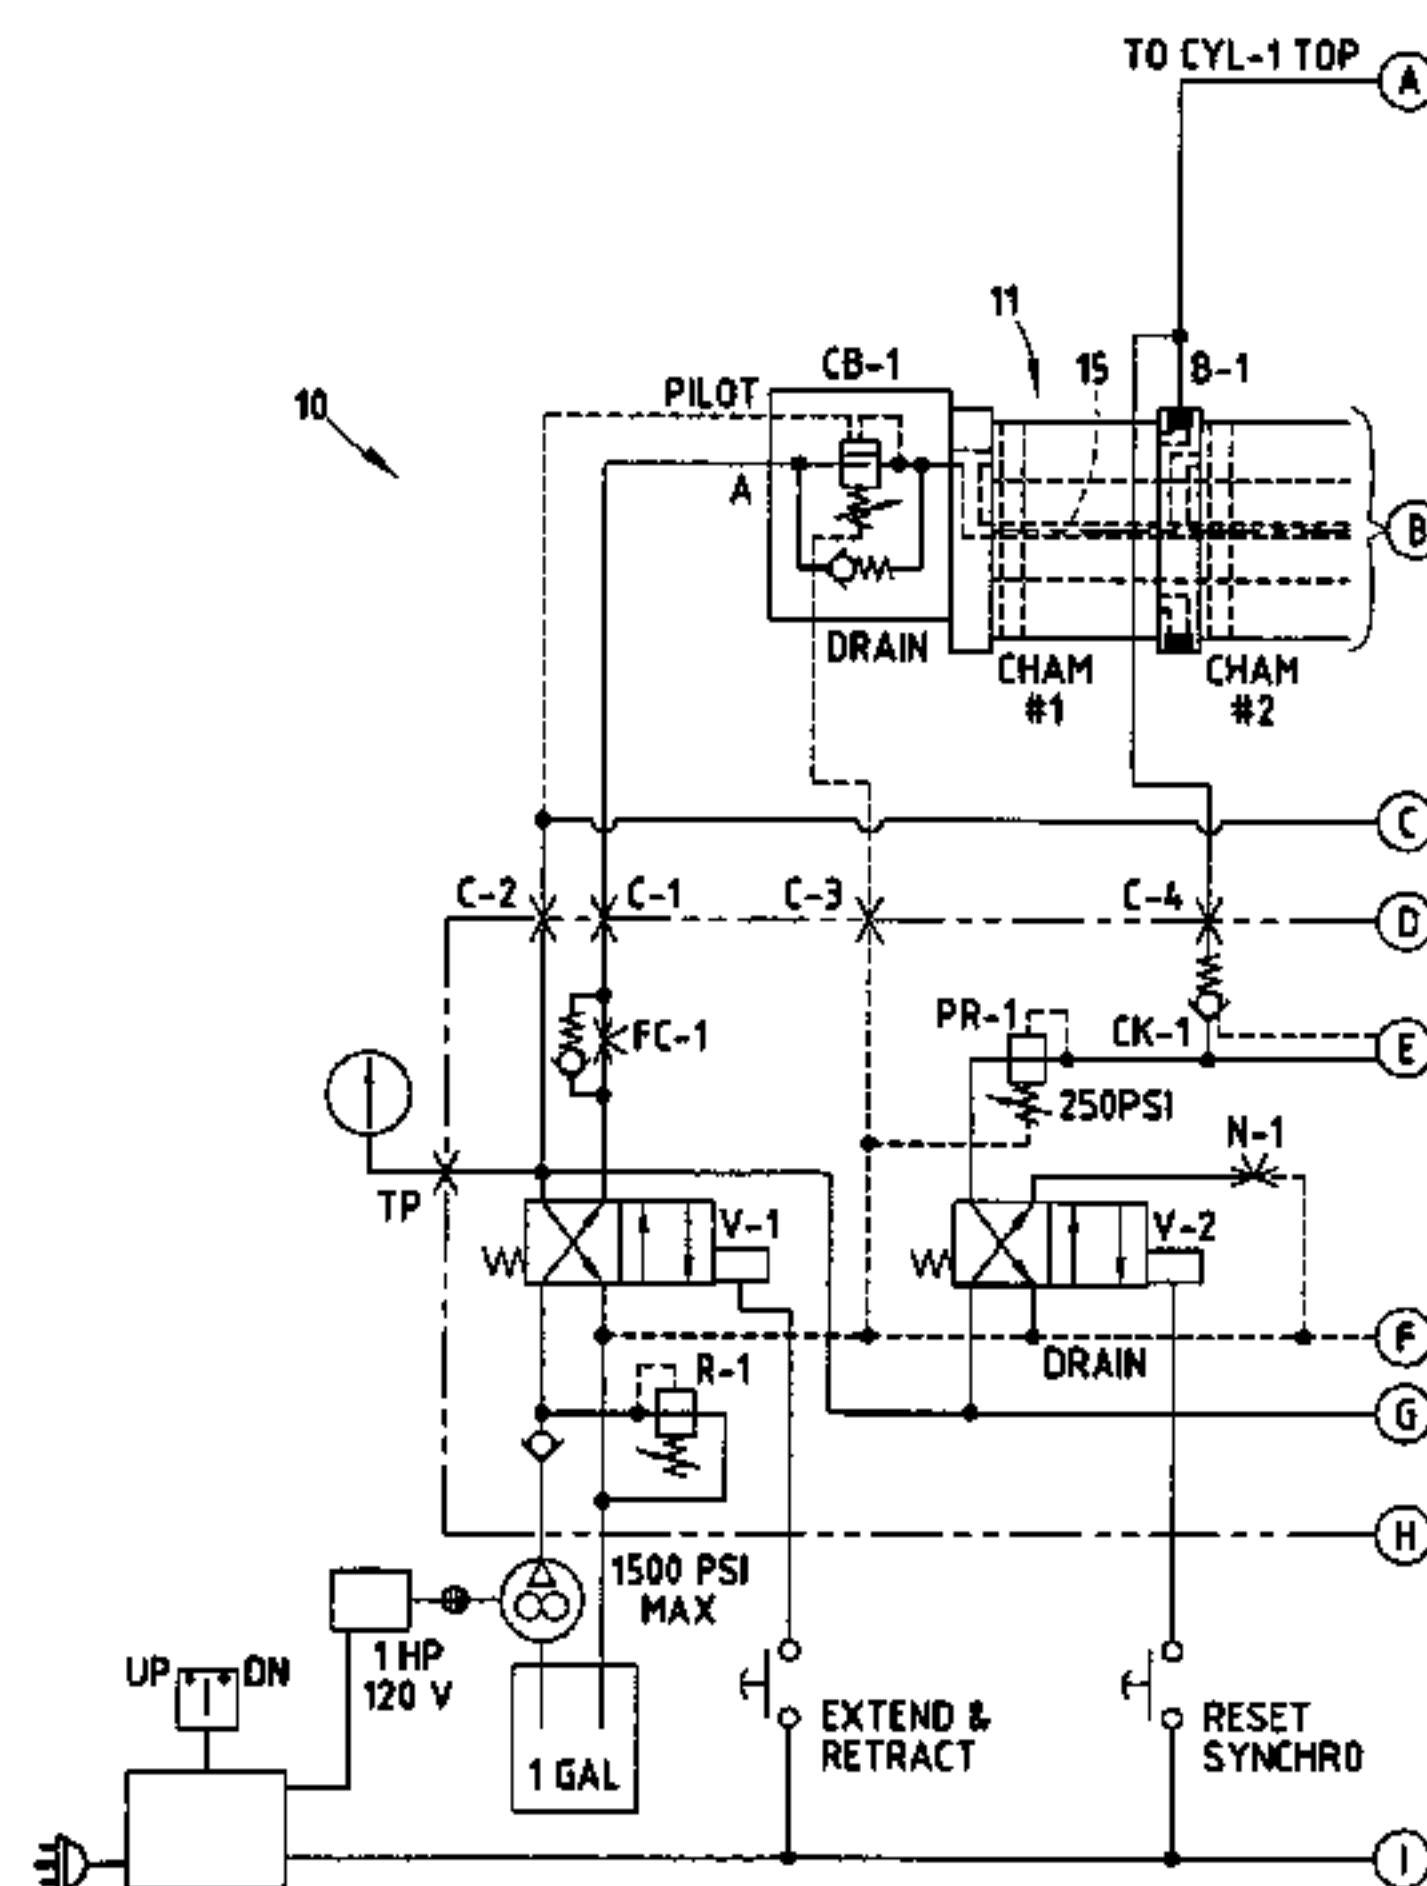 TO CYL-1 TOP
A
11
CB-1
15
B-1
PILOT
10
A
B
DRAIN
CHAM
#1
CHAM
#2
C
C-2
C-1
C-3
C-4
D
PR-1
FC-1
CK-1
E
250PSI
N-1
TP
V-1
V-2
F
DRAIN
R-1
G
H
1500 PSI
MAX
1 HP
120 V
UP
DN
EXTEND &
RETRACT
RESET
SYNCHRO
1 GAL
I